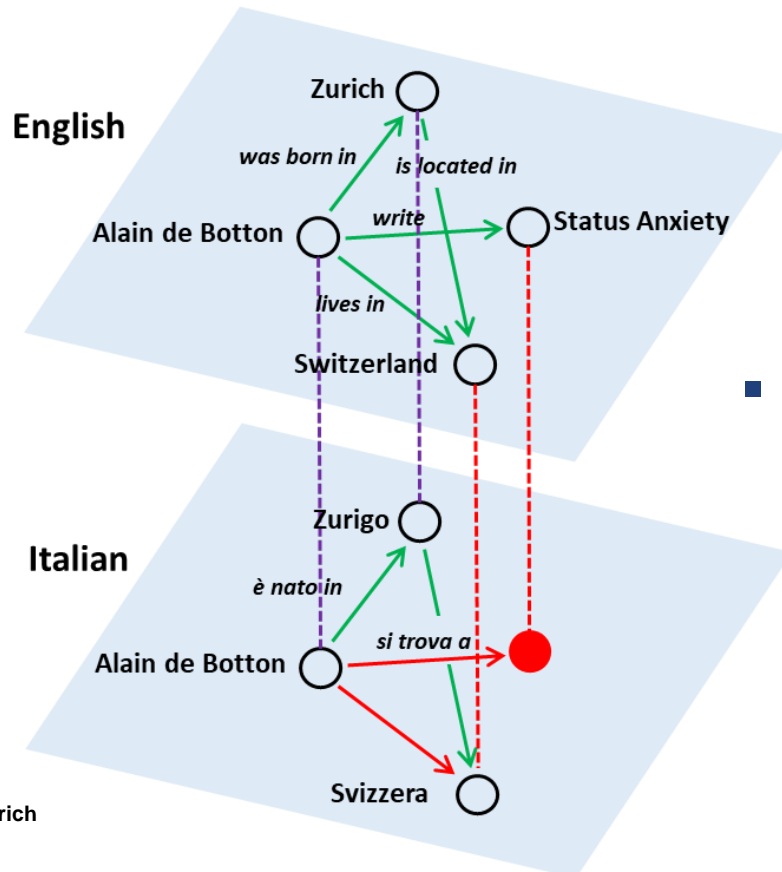 Zurich
English
was born in
is located in
write
Alain de Botton
Status Anxiety
lives in
Switzerland
Zurigo
Italian
è nato in
si trova a
Alain de Botton
Svizzera
rich